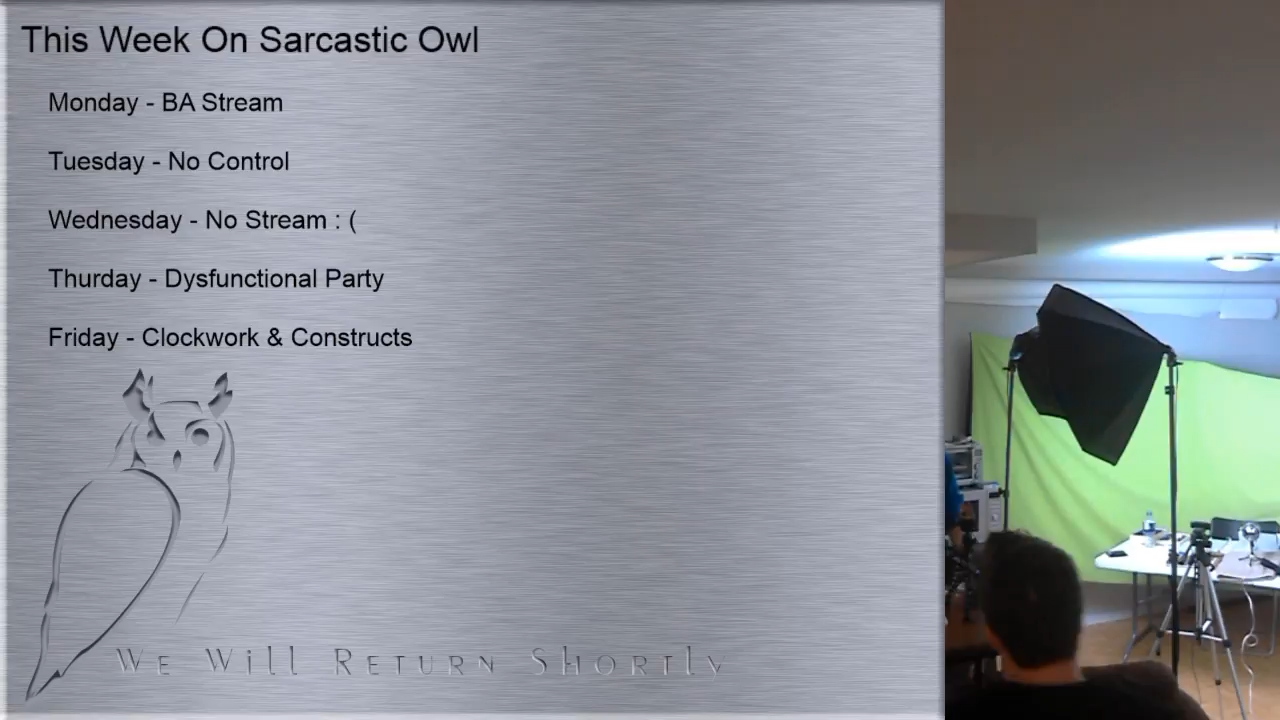 This Week On Sarcastic Owl
Monday - BA Stream
Tuesday - No Control
Wednesday - No Stream : (
Thurday - Dysfunctional Party
Friday - Clockwork & Constructs
We Will Return Shortly